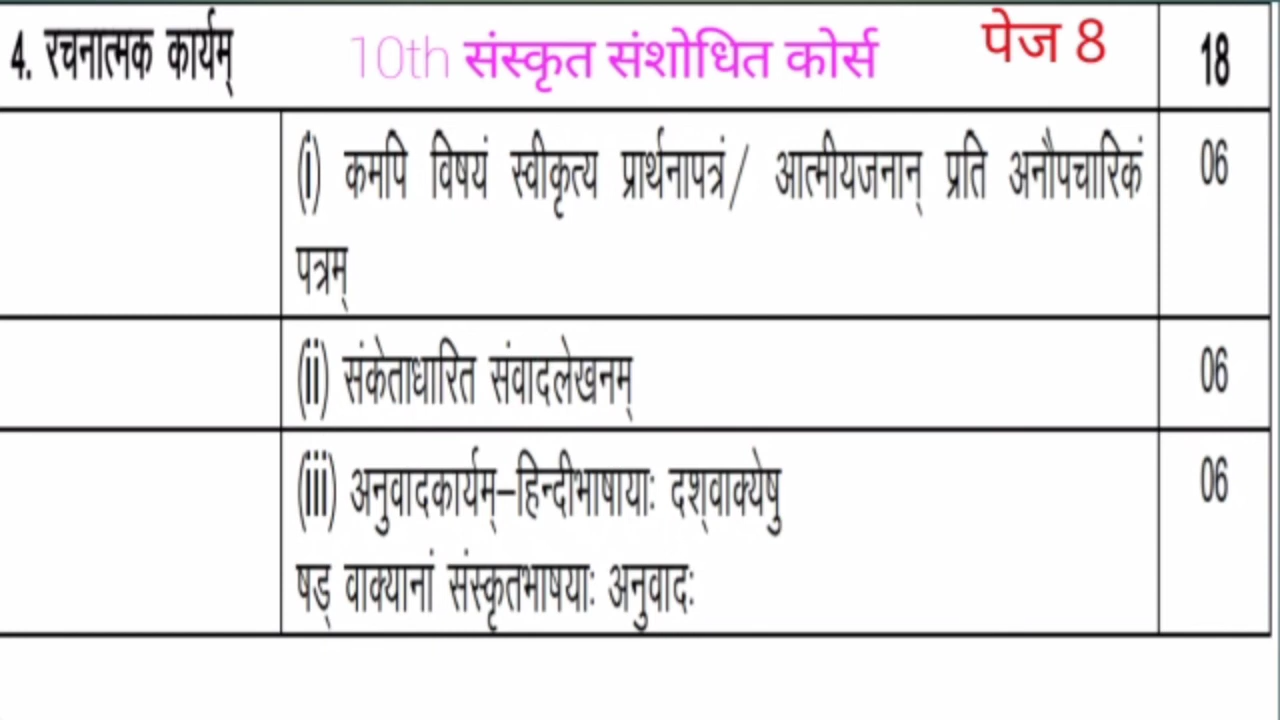 4. रचनात्मक कार्यम् 10th संस्कृत संशोधित कोर्स पेज 8 18
(i) कमपि विषयं स्वीकृत्य प्रार्थनापत्रं/ आत्मीयजनान् प्रति अनौपचारिकं 06
पत्रम्
(ii) संकेताधारित संवादलेखनम् 06
(iii) अनुवादकार्यम्–हिन्दीभाषायाः दश्वाक्येषु 06
षड् वाक्यानां संस्कृतभाषयाः अनुवादः